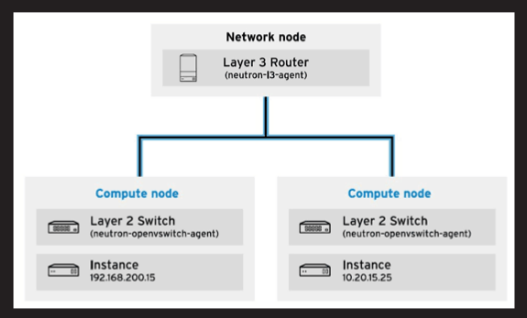 Network node
Layer 3 Router
(neutron-l3-agent)
Compute node
Layer 2 Switch
(neutron-openvswitch-agent)
Instance
192.168.200.15
Compute node
Layer 2 Switch
(neutron-openvswitch-agent)
Instance
10.20.15.25